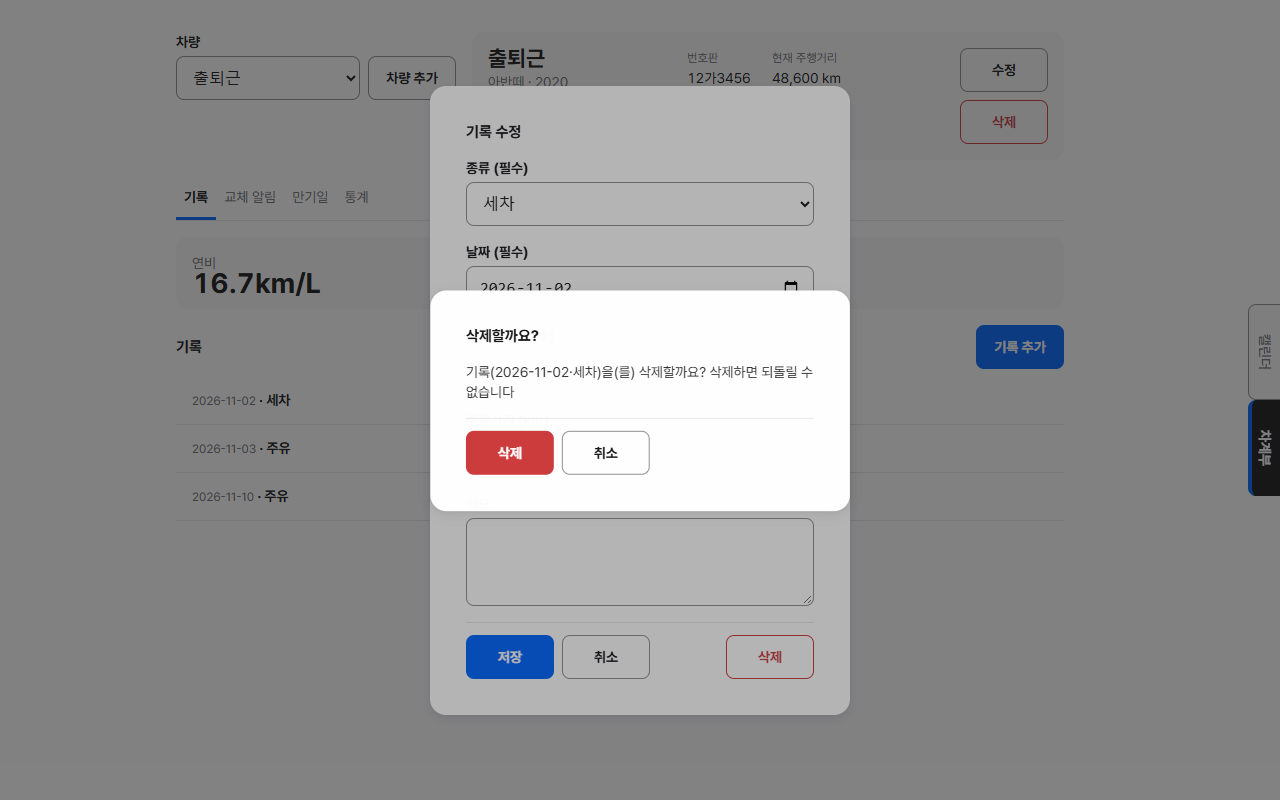 차량
출퇴근
차량 추가
출퇴근
아반떼 · 2020
번호판
12가3456
현재 주행거리
48,600 km
수정
삭제
기록 교체 알림 만기일 통계
연비
16.7km/L
기록
기록 추가
2026-11-02 · 세차
2026-11-03 · 주유
2026-11-10 · 주유
기록 수정
종류 (필수)
세차
날짜 (필수)
2026-11-02
삭제할까요?
기록(2026-11-02·세차)을(를) 삭제할까요? 삭제하면 되돌릴 수
없습니다
삭제
취소
저장
취소
삭제
캘린더
차계부